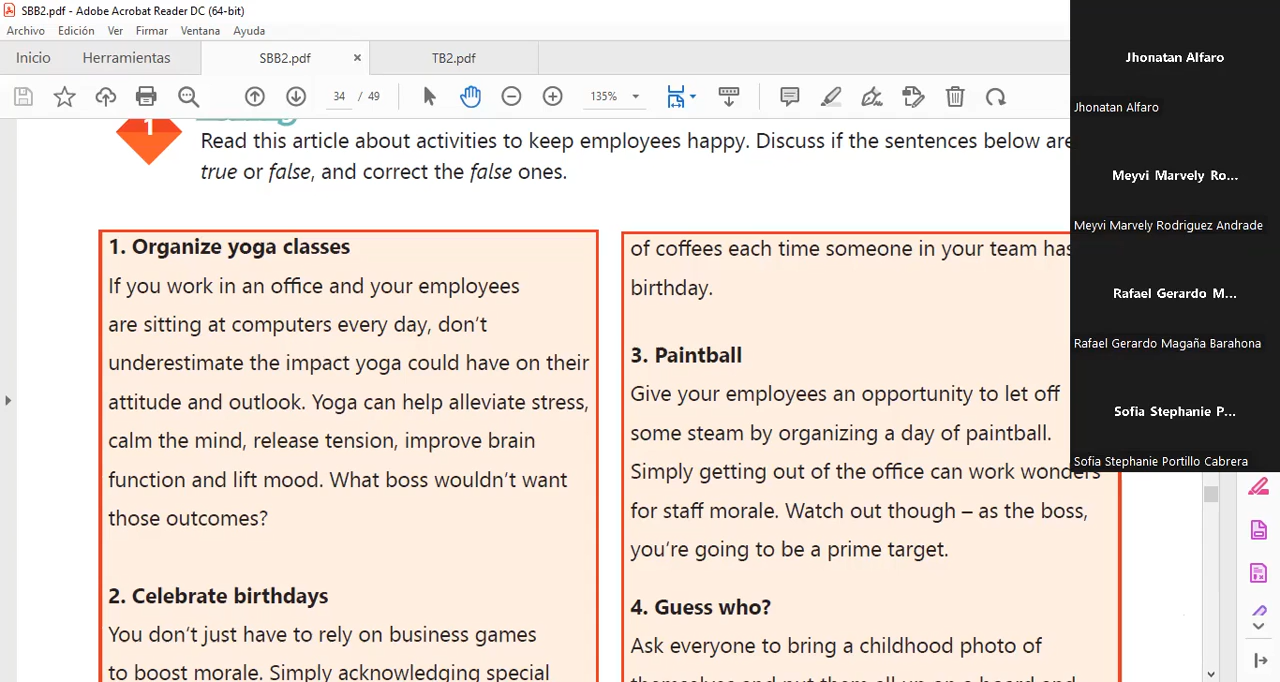 SBB2.pdf - Adobe Acrobat Reader DC (64-bit)
Archivo Edición Ver Firmar Ventana Ayuda
Inicio Herramientas SBB2.pdf × TB2.pdf
34 / 49 135%
1
Read this article about activities to keep employees happy. Discuss if the sentences below are
true or false, and correct the false ones.
1. Organize yoga classes
If you work in an office and your employees
are sitting at computers every day, don't
underestimate the impact yoga could have on their
attitude and outlook. Yoga can help alleviate stress,
calm the mind, release tension, improve brain
function and lift mood. What boss wouldn't want
those outcomes?
2. Celebrate birthdays
You don't just have to rely on business games
to boost morale. Simply acknowledging special
of coffees each time someone in your team has
birthday.
3. Paintball
Give your employees an opportunity to let off
some steam by organizing a day of paintball.
Simply getting out of the office can work wonders
for staff morale. Watch out though – as the boss,
you're going to be a prime target.
4. Guess who?
Ask everyone to bring a childhood photo of
themselves and put them all up on a board and
Jhonatan Alfaro
Jhonatan Alfaro
Meyvi Marvely Ro...
Meyvi Marvely Rodriguez Andrade
Rafael Gerardo M...
Rafael Gerardo Magaña Barahona
Sofia Stephanie P...
Sofia Stephanie Portillo Cabrera